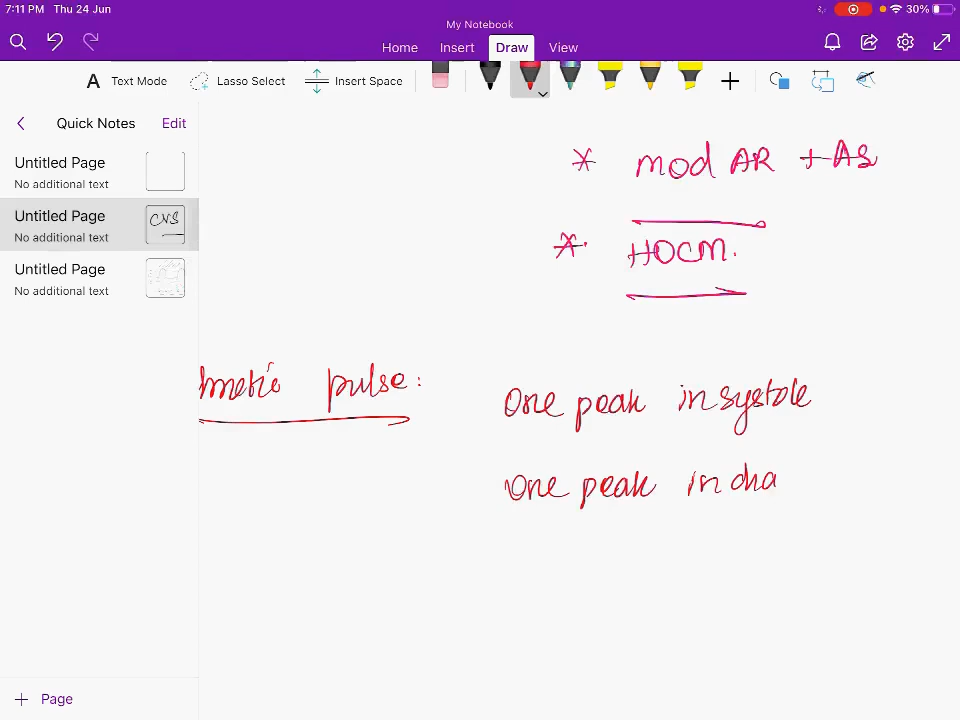 7:11 PM Thu 24 Jun
30%
My Notebook
Home Insert Draw View
Text Mode Lasso Select Insert Space
Quick Notes Edit
Untitled Page
No additional text
Untitled Page
No additional text
CNS
Untitled Page
No additional text
* mod AR + AS
* HOCM.
pulse:
One peak in systole
One peak in dia
+ Page